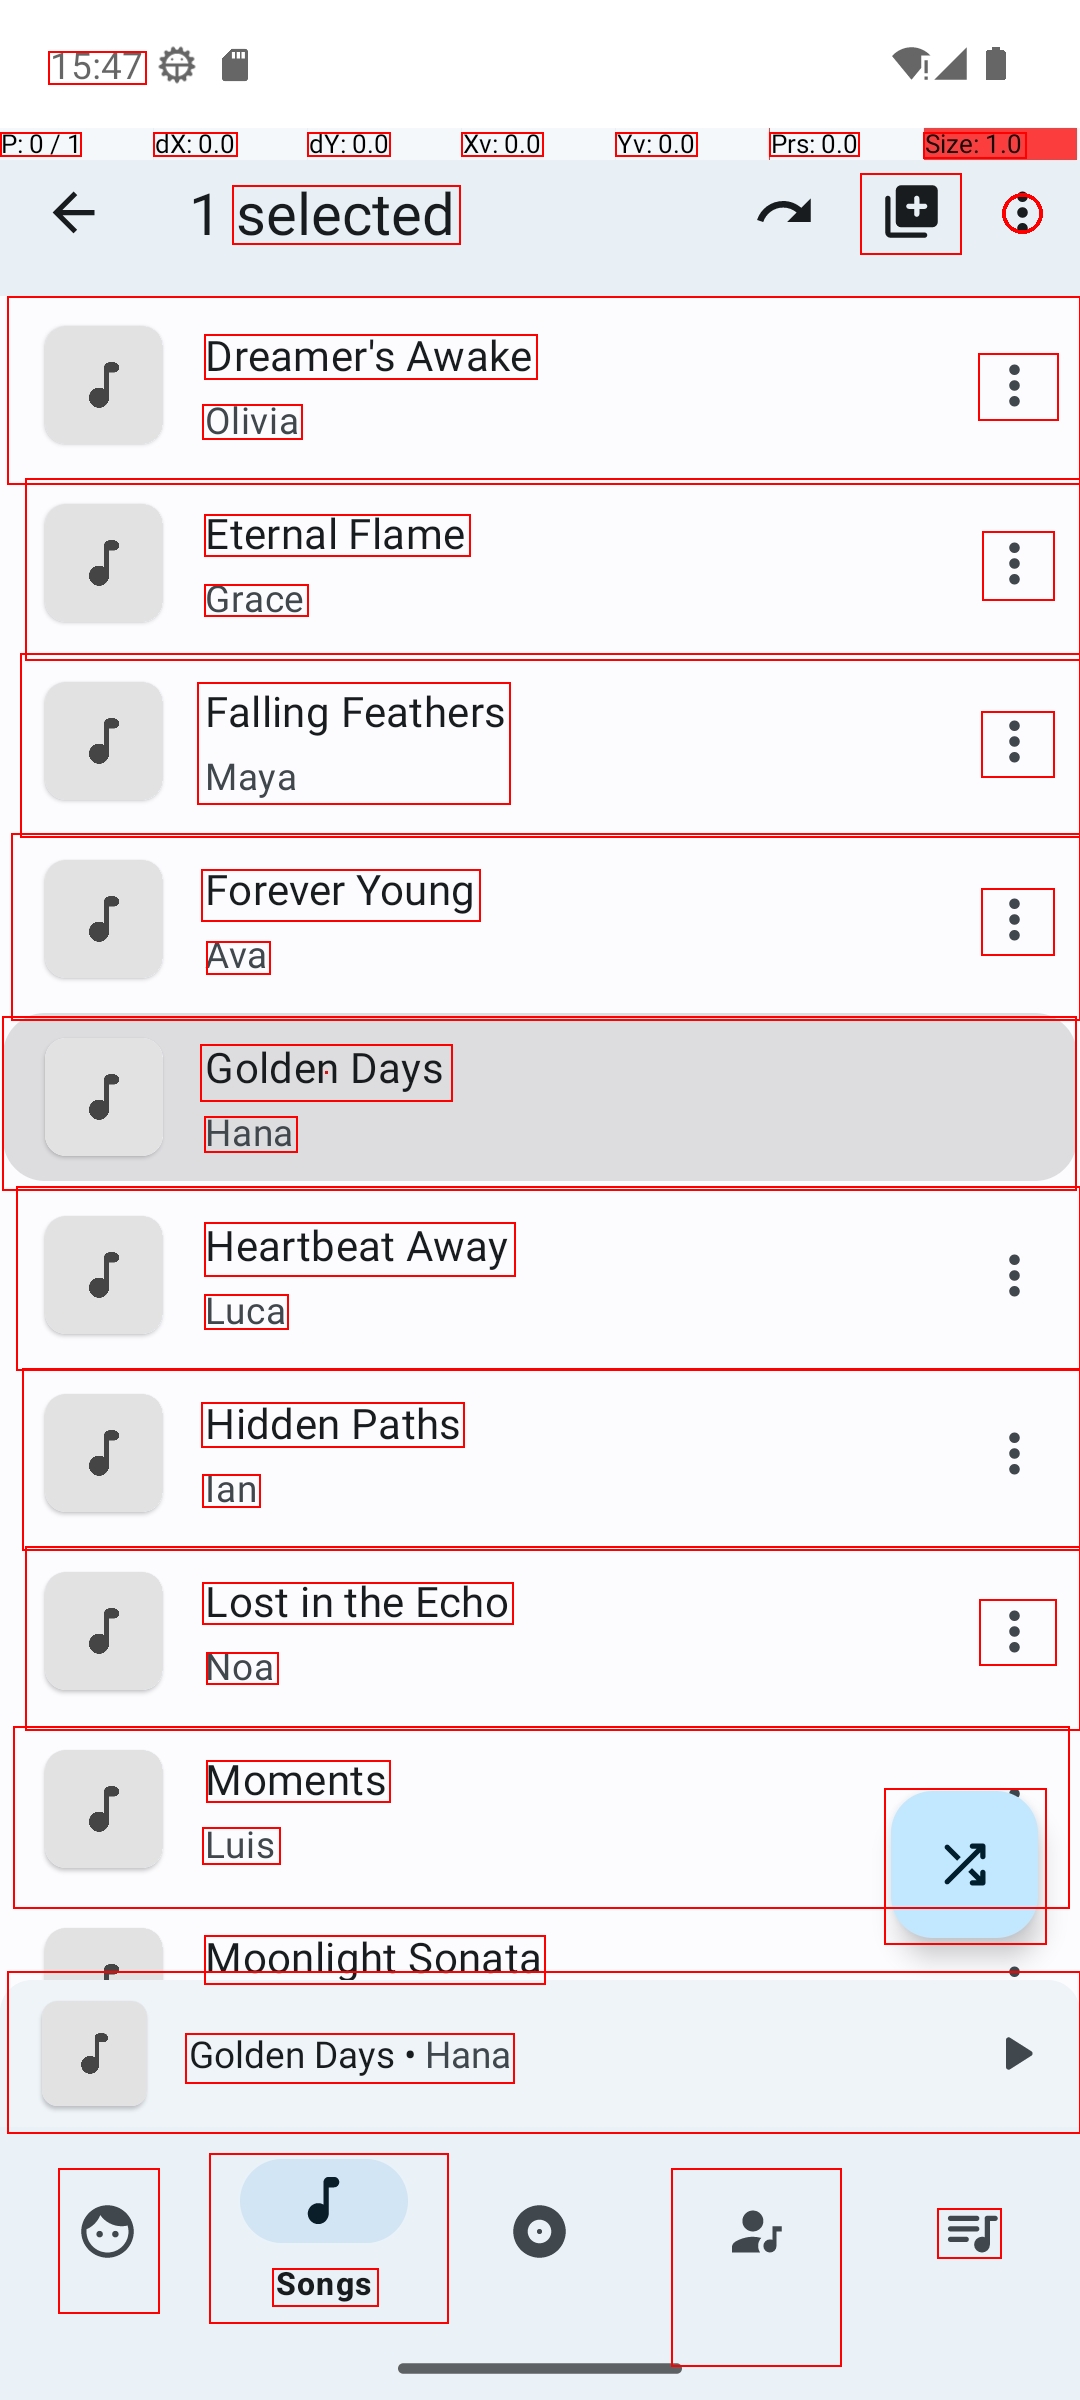 15:47
P: 0 / 1 dX: 0.0 dY: 0.0 Xv: 0.0 Yv: 0.0 Prs: 0.0 Size: 1.0
1 selected
Dreamer's Awake
Olivia
Eternal Flame
Grace
Falling Feathers
Maya
Forever Young
Ava
Golden Days
Hana
Heartbeat Away
Luca
Hidden Paths
Ian
Lost in the Echo
Noa
Moments
Luis
Moonlight Sonata
Golden Days • Hana
Songs